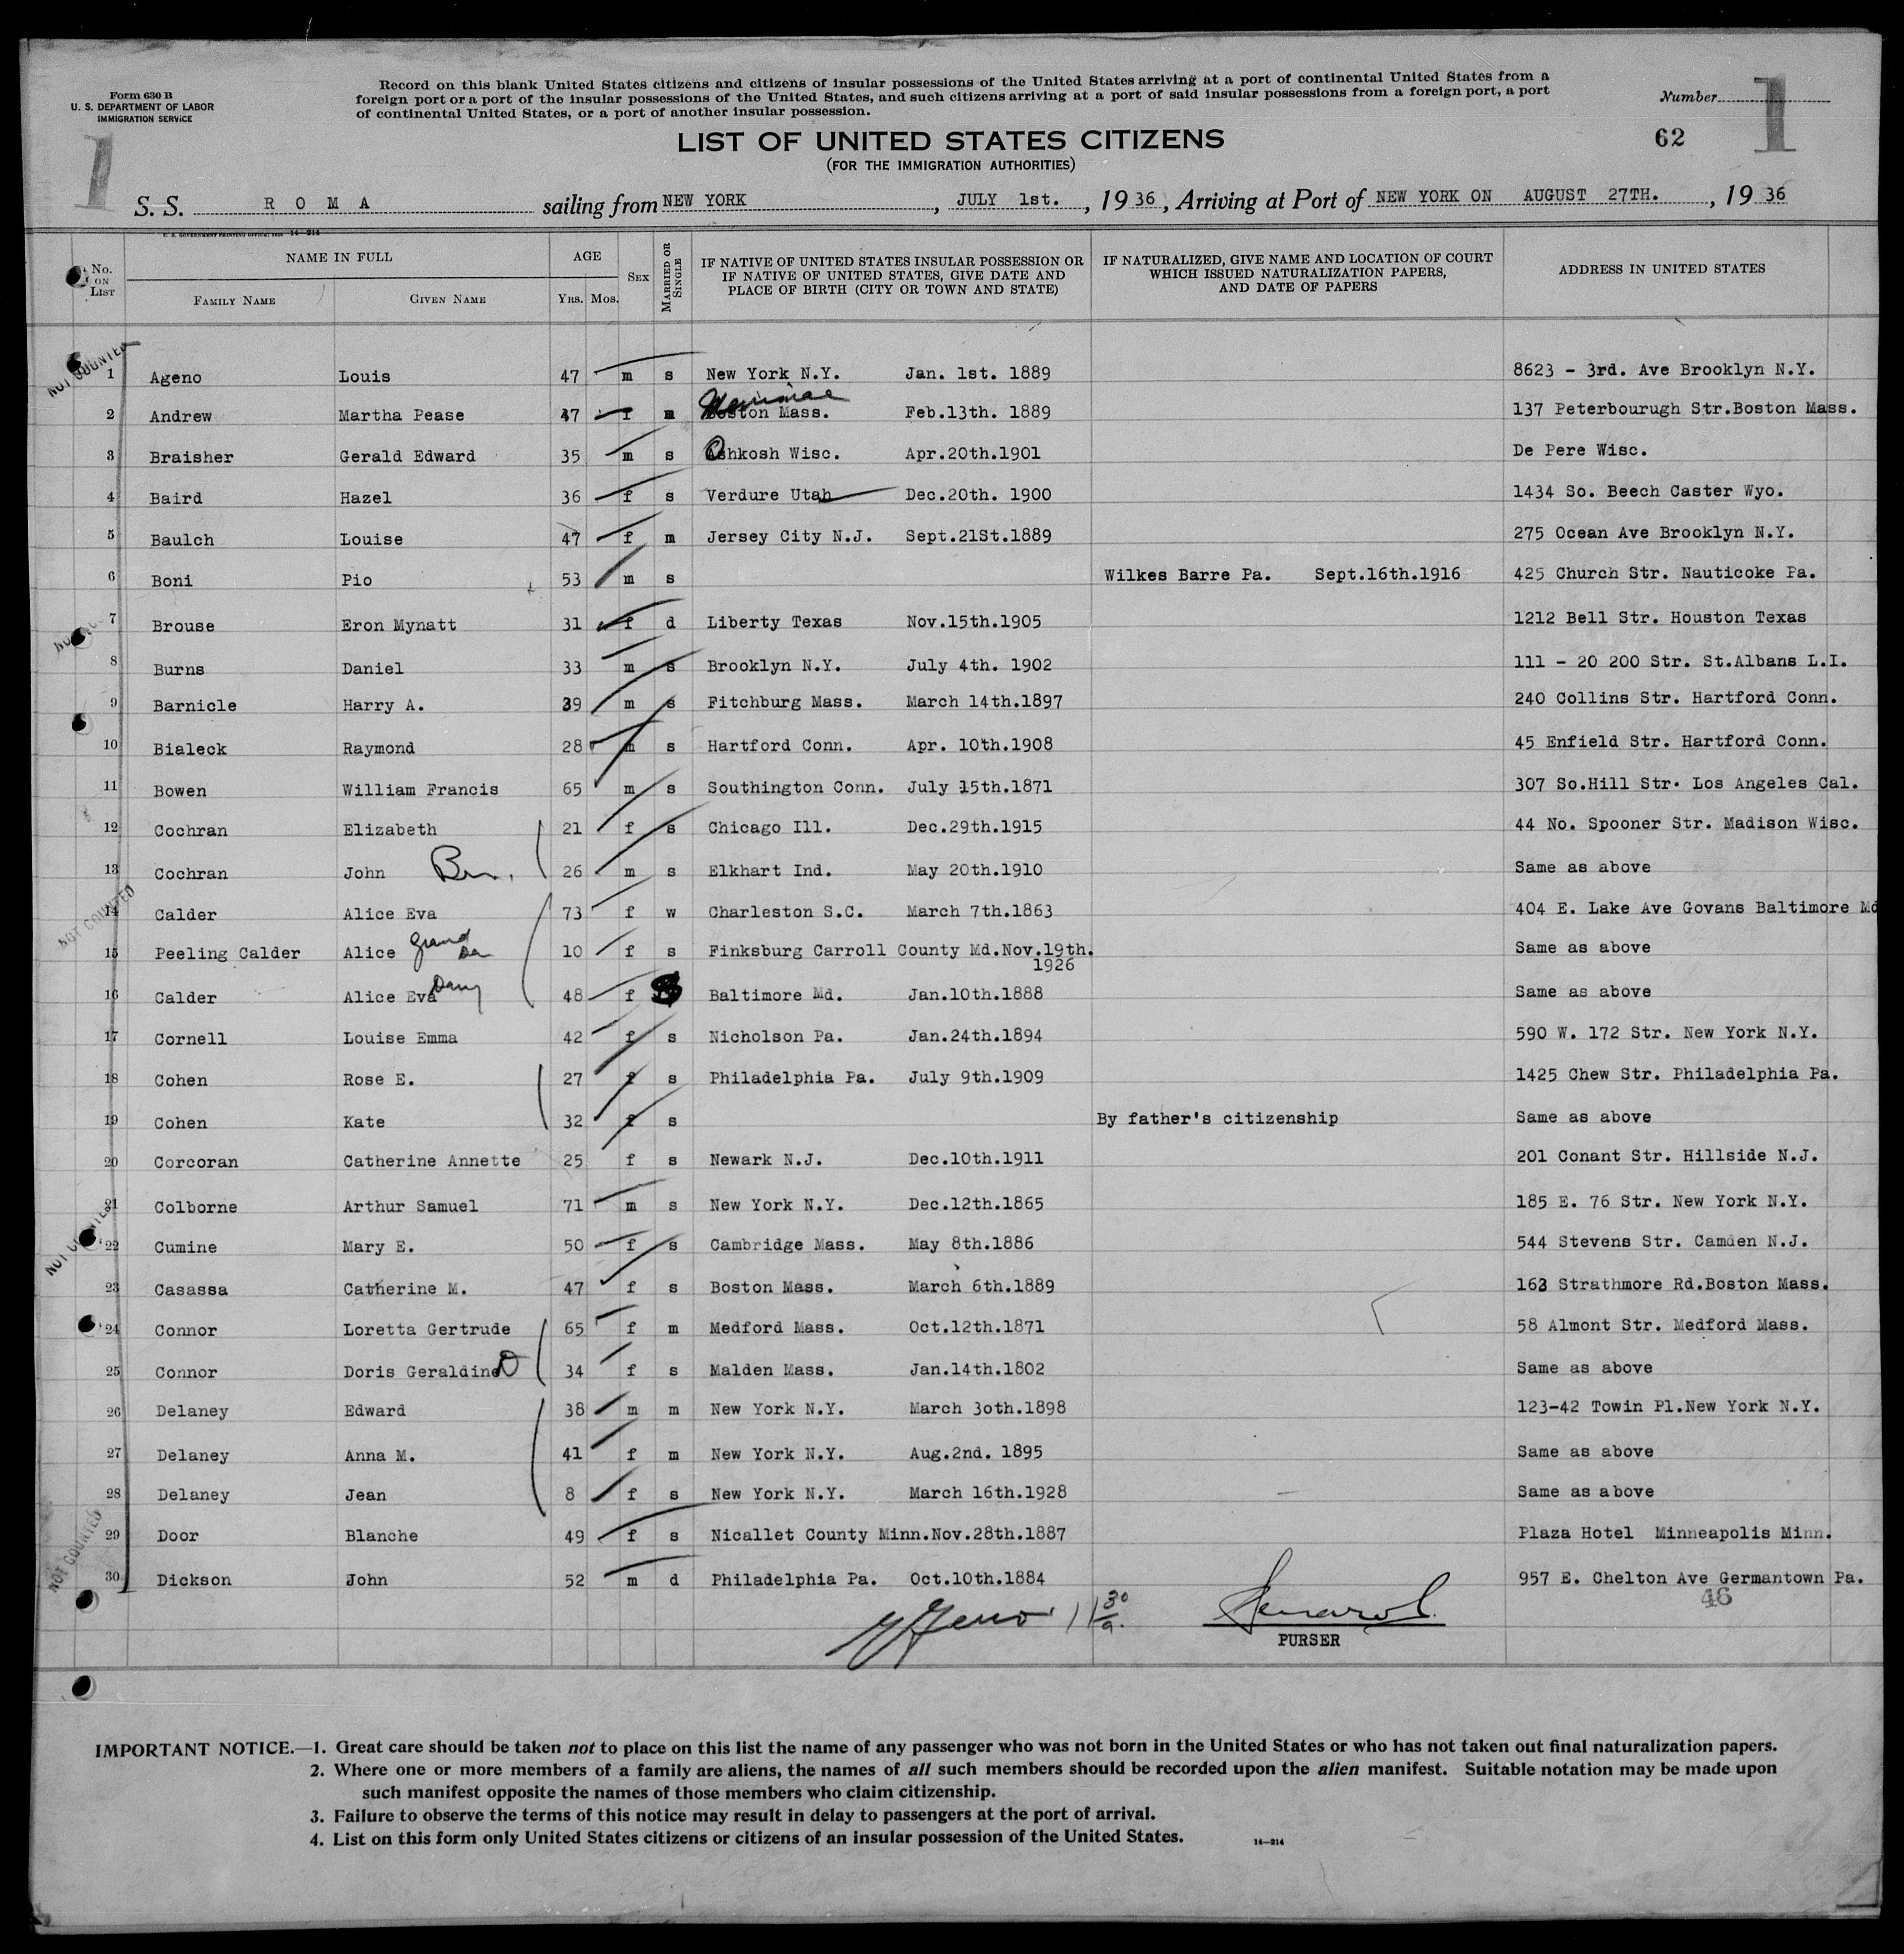 Form 630 B
U. S. DEPARTMENT OF LABOR
IMMIGRATION SERVICE
Record on this blank United States citizens and citizens of insular possessions of the United States arriving at a port of continental United States from a
foreign port or a port of the insular possessions of the United States, and such citizens arriving at a port of said insular possessions from a foreign port, a port
of continental United States, or a port of another insular possession.
Number 1
1
62
LIST OF UNITED STATES CITIZENS
(FOR THE IMMIGRATION AUTHORITIES)
S. S. R O M A sailing from NEW YORK, JULY 1st., 19 36, Arriving at Port of NEW YORK ON AUGUST 27TH., 19 36
U. S. GOVERNMENT PRINTING OFFICE: 14-214
No. ON LIST NAME IN FULL FAMILY NAME GIVEN NAME AGE YRS. MOS. SEX MARRIED OR SINGLE IF NATIVE OF UNITED STATES INSULAR POSSESSION OR IF NATIVE OF UNITED STATES, GIVE DATE AND PLACE OF BIRTH (CITY OR TOWN AND STATE) IF NATURALIZED, GIVE NAME AND LOCATION OF COURT WHICH ISSUED NATURALIZATION PAPERS, AND DATE OF PAPERS ADDRESS IN UNITED STATES
NOT COUNTED
1 Ageno Louis 47 m s New York N.Y. Jan. 1st. 1889 8623 - 3rd. Ave Brooklyn N.Y.
2 Andrew Martha Pease 47 f m Boston Mass. Feb.13th. 1889 137 Peterbourugh Str.Boston Mass.
3 Braisher Gerald Edward 35 m s Oshkosh Wisc. Apr.20th.1901 De Pere Wisc.
4 Baird Hazel 36 f s Verdure Utah Dec.20th. 1900 1434 So. Beech Caster Wyo.
5 Baulch Louise 47 f m Jersey City N.J. Sept.21St.1889 275 Ocean Ave Brooklyn N.Y.
6 Boni Pio 53 m s Wilkes Barre Pa. Sept.16th.1916 425 Church Str. Nauticoke Pa.
7 Brouse Eron Mynatt 31 f d Liberty Texas Nov.15th.1905 1212 Bell Str. Houston Texas
8 Burns Daniel 33 m s Brooklyn N.Y. July 4th. 1902 111 - 20 200 Str. St.Albans L.I.
9 Barnicle Harry A. 39 m s Fitchburg Mass. March 14th.1897 240 Collins Str. Hartford Conn.
10 Bialeck Raymond 28 m s Hartford Conn. Apr. 10th.1908 45 Enfield Str. Hartford Conn.
11 Bowen William Francis 65 m s Southington Conn. July 15th.1871 307 So.Hill Str. Los Angeles Cal.
12 Cochran Elizabeth 21 f s Chicago Ill. Dec.29th.1915 44 No. Spooner Str. Madison Wisc.
13 Cochran John 26 m s Elkhart Ind. May 20th.1910 Same as above
NOT COUNTED
14 Calder Alice Eva 73 f w Charleston S.C. March 7th.1863 404 E. Lake Ave Govans Baltimore Md
15 Peeling Calder Alice Grand Da 10 f s Finksburg Carroll County Md.Nov.19th.
1926
Same as above
16 Calder Alice Eva 48 f Baltimore Md. Jan.10th.1888 Same as above
17 Cornell Louise Emma 42 f s Nicholson Pa. Jan.24th.1894 590 W. 172 Str. New York N.Y.
18 Cohen Rose E. 27 f s Philadelphia Pa. July 9th.1909 1425 Chew Str. Philadelphia Pa.
19 Cohen Kate 32 f s By father's citizenship Same as above
20 Corcoran Catherine Annette 25 f s Newark N.J. Dec.10th.1911 201 Conant Str. Hillside N.J.
21 Colborne Arthur Samuel 71 m s New York N.Y. Dec.12th.1865 185 E. 76 Str. New York N.Y.
22 Cumine Mary E. 50 f s Cambridge Mass. May 8th.1886 544 Stevens Str. Camden N.J.
23 Casassa Catherine M. 47 f s Boston Mass. March 6th.1889 163 Strathmore Rd.Boston Mass.
24 Connor Loretta Gertrude 65 f m Medford Mass. Oct.12th.1871 58 Almont Str. Medford Mass.
25 Connor Doris Geraldine D 34 f s Malden Mass. Jan.14th.1802 Same as above
26 Delaney Edward 38 m m New York N.Y. March 30th.1898 123-42 Towin Pl.New York N.Y.
27 Delaney Anna M. 41 f m New York N.Y. Aug.2nd. 1895 Same as above
28 Delaney Jean 8 f s New York N.Y. March 16th.1928 Same as above
NOT COUNTED
29 Door Blanche 49 f s Nicallet County Minn.Nov.28th.1887 Plaza Hotel Minneapolis Minn.
30 Dickson John 52 m d Philadelphia Pa. Oct.10th.1884 957 E. Chelton Ave Germantown Pa.
46
PURSER
IMPORTANT NOTICE.—1. Great care should be taken not to place on this list the name of any passenger who was not born in the United States or who has not taken out final naturalization papers.
2. Where one or more members of a family are aliens, the names of all such members should be recorded upon the alien manifest. Suitable notation may be made upon
such manifest opposite the names of those members who claim citizenship.
3. Failure to observe the terms of this notice may result in delay to passengers at the port of arrival.
4. List on this form only United States citizens or citizens of an insular possession of the United States.
14-214